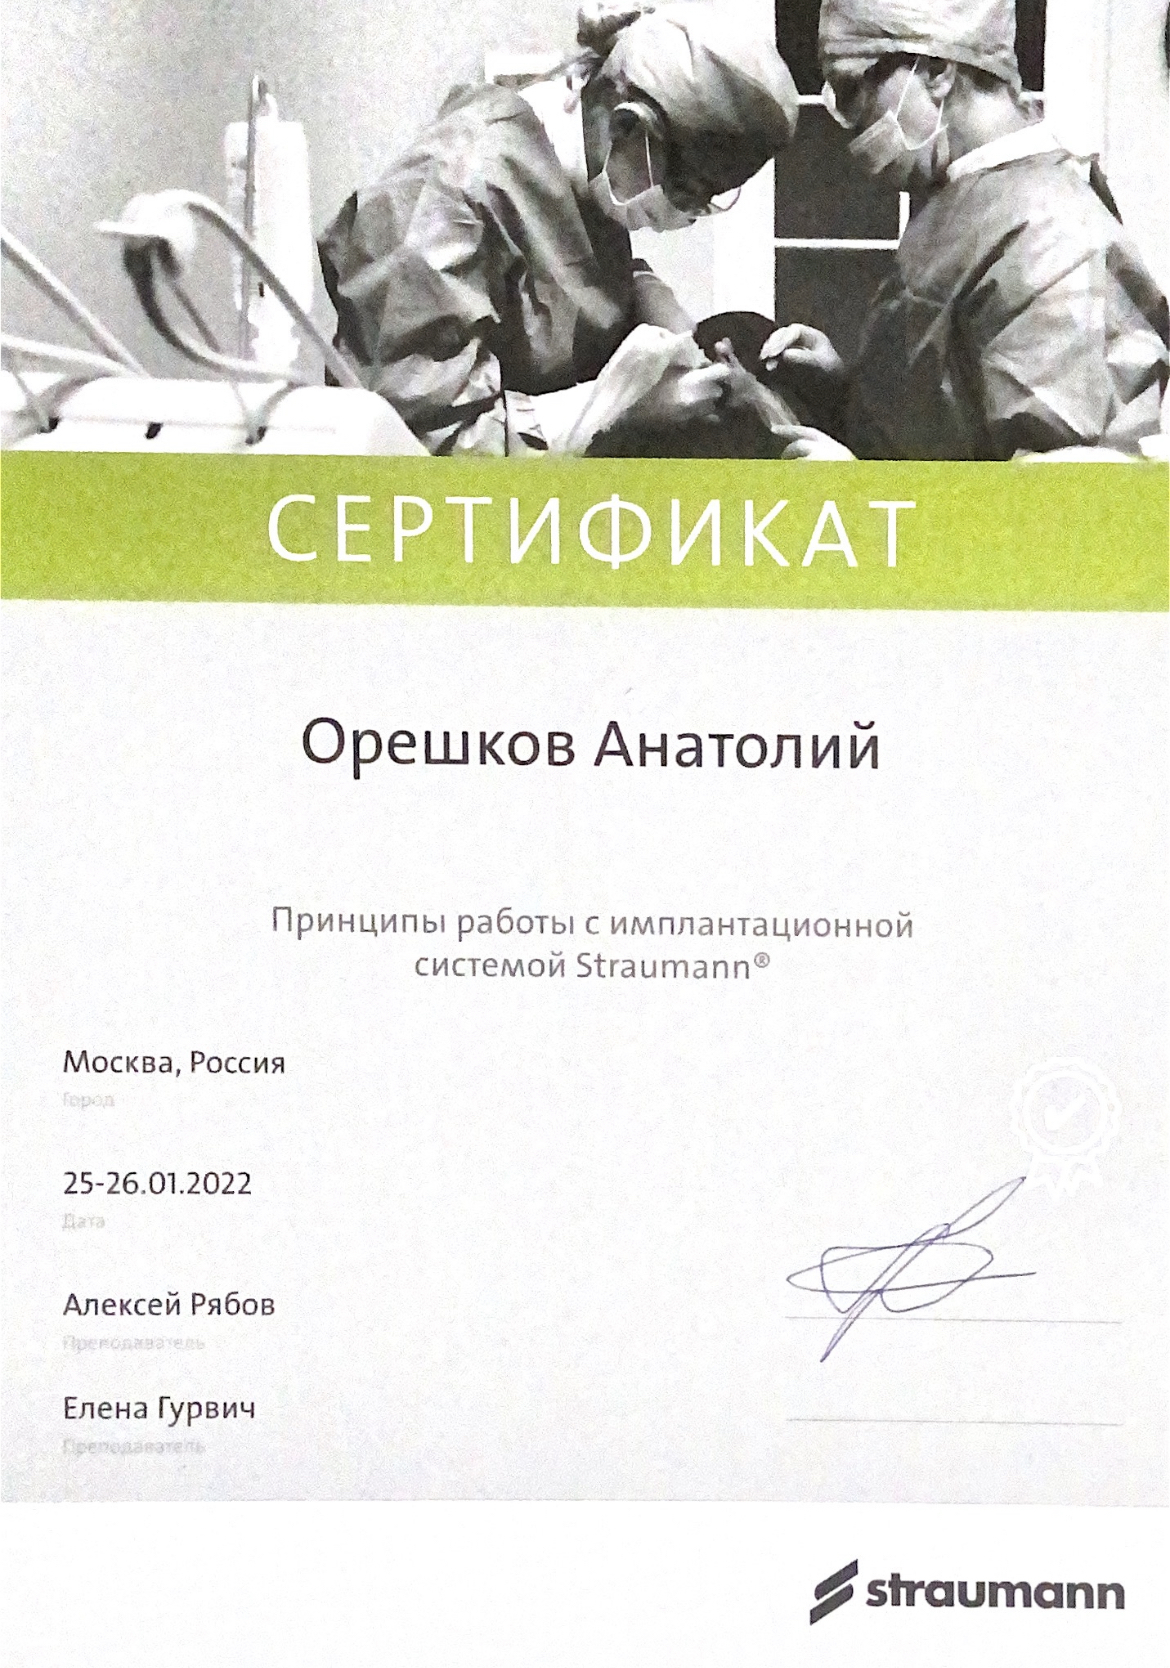 СЕРТИФИКАТ
Орешков Анатолий
Принципы работы с имплантационной
системой Straumann®
Москва, Россия
Город
25-26.01.2022
Дата
Алексей Рябов
Преподаватель
Елена Гурвич
Преподаватель
straumann